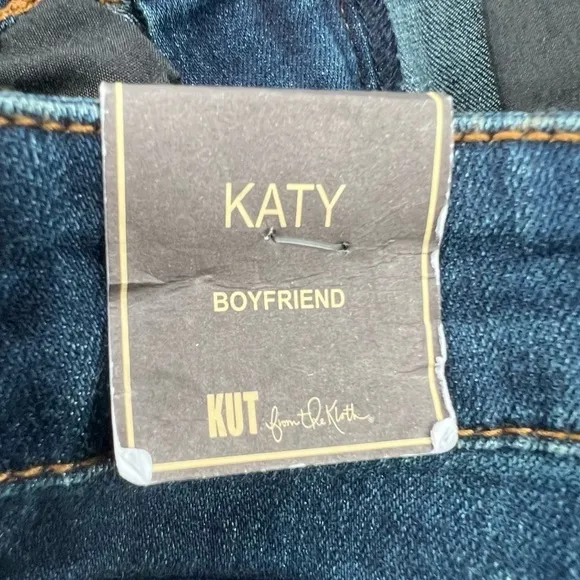 KATY
BOYFRIEND
KUT from the Kloth